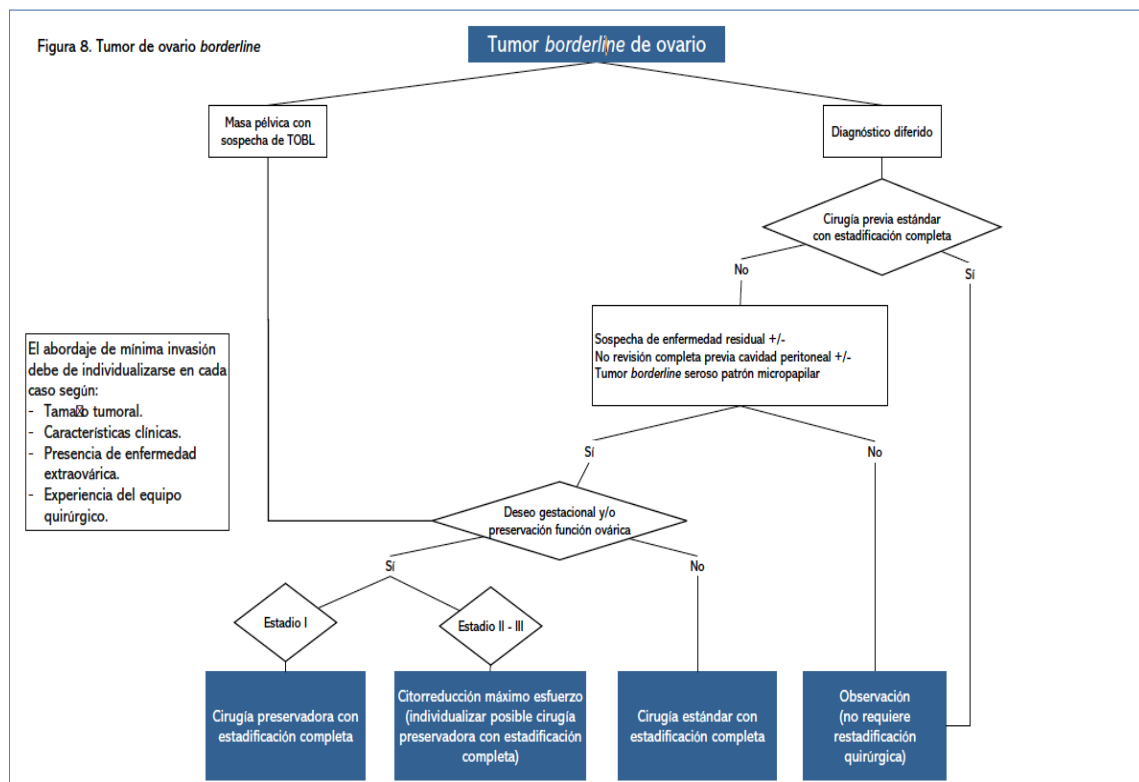 Figura 8. Tumor de ovario borderline
Tumor borderline de ovario
Masa pélvica con
sospecha de TOBL
Diagnóstico diferido
Cirugía previa estándar
con estadificación completa
No
Sí
Sospecha de enfermedad residual +/-
No revisión completa previa cavidad peritoneal +/-
Tumor borderline seroso patrón micropapilar
El abordaje de mínima invasión
debe de individualizarse en cada
caso según:
- Tamaño tumoral.
- Características clínicas.
- Presencia de enfermedad
extraovárica.
- Experiencia del equipo
quirúrgico.
Sí
No
Deseo gestacional y/o
preservación función ovárica
Sí
No
Estadio I
Estadio II - III
Cirugía preservadora con
estadificación completa
Citorreducción máximo esfuerzo
(individualizar posible cirugía
preservadora con estadificación
completa)
Cirugía estándar con
estadificación completa
Observación
(no requiere
restadificación
quirúrgica)